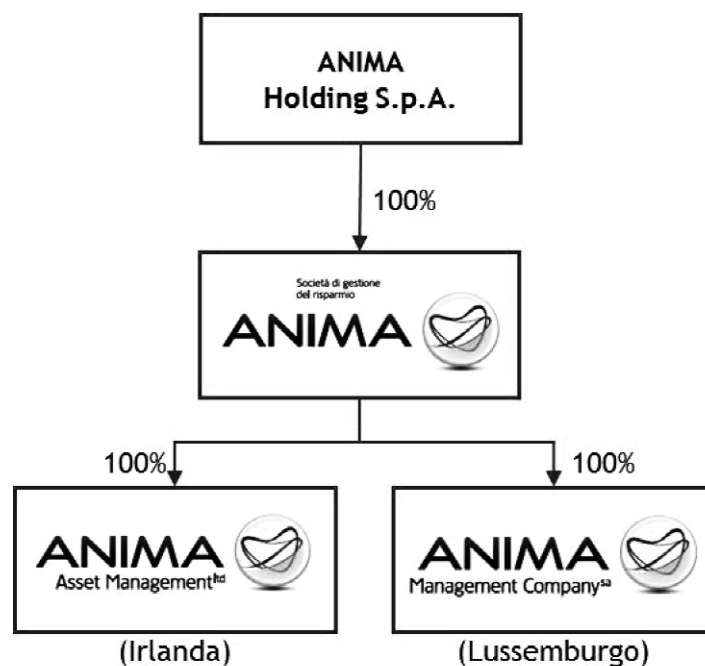 ANIMA
Holding S.p.A.
100%
Società di gestione
del risparmio
ANIMA
100%
100%
ANIMA
Asset Management ltd
ANIMA
Management Company sa
(Irlanda)
(Lussemburgo)